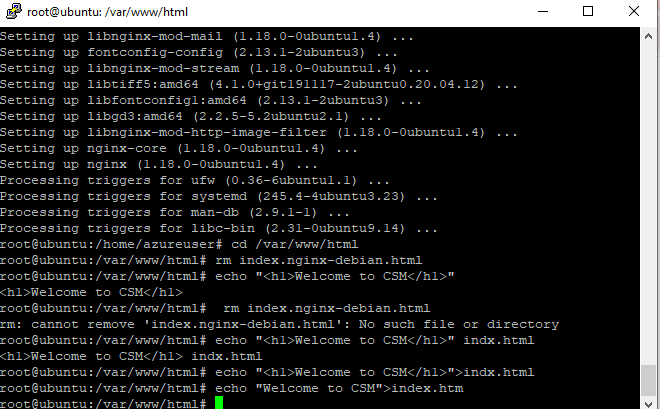 root@ubuntu: /var/www/html
Setting up libnginx-mod-mail (1.18.0-0ubuntu1.4) ...
Setting up fontconfig-config (2.13.1-2ubuntu3) ...
Setting up libnginx-mod-stream (1.18.0-0ubuntu1.4) ...
Setting up libtiff5:amd64 (4.1.0+git191117-2ubuntu0.20.04.12) ...
Setting up libfontconfig1:amd64 (2.13.1-2ubuntu3) ...
Setting up libgd3:amd64 (2.2.5-5.2ubuntu2.1) ...
Setting up libnginx-mod-http-image-filter (1.18.0-0ubuntu1.4) ...
Setting up nginx-core (1.18.0-0ubuntu1.4) ...
Setting up nginx (1.18.0-0ubuntu1.4) ...
Processing triggers for ufw (0.36-6ubuntu1.1) ...
Processing triggers for systemd (245.4-4ubuntu3.23) ...
Processing triggers for man-db (2.9.1-1) ...
Processing triggers for libc-bin (2.31-0ubuntu9.14) ...
root@ubuntu:/home/azureuser# cd /var/www/html
root@ubuntu:/var/www/html# rm index.nginx-debian.html
root@ubuntu:/var/www/html# echo "<h1>Welcome to CSM</h1>"
<h1>Welcome to CSM</h1>
root@ubuntu:/var/www/html#  rm index.nginx-debian.html
rm: cannot remove 'index.nginx-debian.html': No such file or directory
root@ubuntu:/var/www/html# echo "<h1>Welcome to CSM</h1>" indx.html
<h1>Welcome to CSM</h1> indx.html
root@ubuntu:/var/www/html# echo "<h1>Welcome to CSM</h1>">indx.html
root@ubuntu:/var/www/html# echo "Welcome to CSM">index.htm
root@ubuntu:/var/www/html#